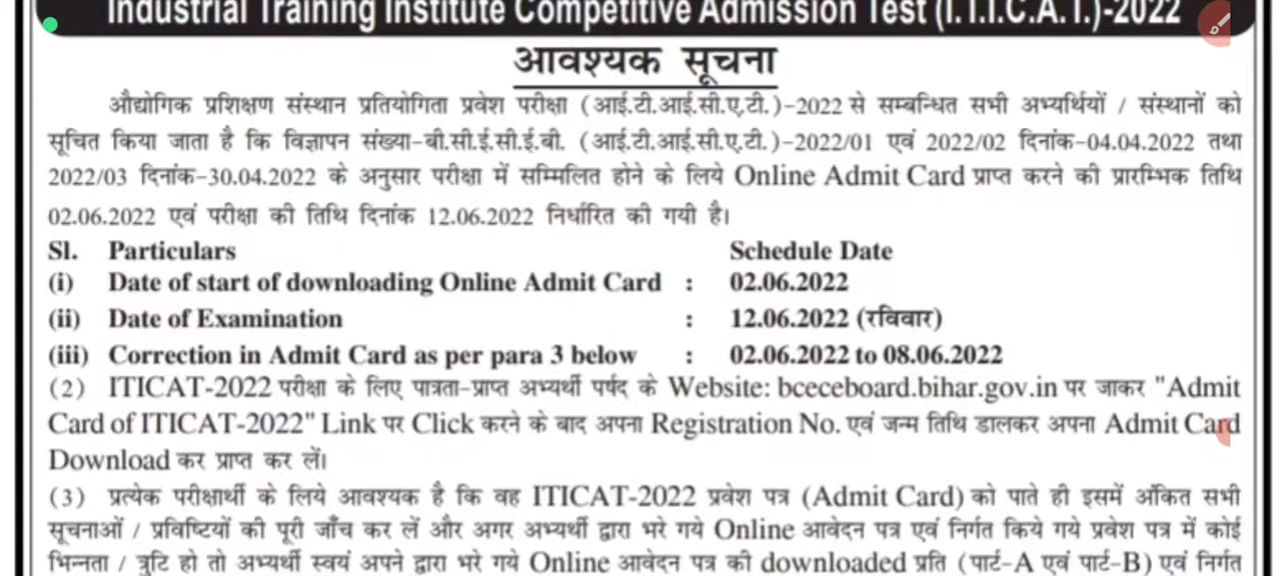 Industrial Training Institute Competitive Admission Test (I.T.I.C.A.T.)-2022
आवश्यक सूचना
औद्योगिक प्रशिक्षण संस्थान प्रतियोगिता प्रवेश परीक्षा (आई.टी.आई.सी.ए.टी.)-2022 से सम्बन्धित सभी अभ्यर्थियों / संस्थानों को
सूचित किया जाता है कि विज्ञापन संख्या-बी.सी.ई.सी.ई.बी. (आई.टी.आई.सी.ए.टी.)-2022/01 एवं 2022/02 दिनांक-04.04.2022 तथा
2022/03 दिनांक-30.04.2022 के अनुसार परीक्षा में सम्मिलित होने के लिये Online Admit Card प्राप्त करने की प्रारम्भिक तिथि
02.06.2022 एवं परीक्षा की तिथि दिनांक 12.06.2022 निर्धारित की गयी है।
Sl. Particulars Schedule Date
(i) Date of start of downloading Online Admit Card : 02.06.2022
(ii) Date of Examination : 12.06.2022 (रविवार)
(iii) Correction in Admit Card as per para 3 below : 02.06.2022 to 08.06.2022
(2) ITICAT-2022 परीक्षा के लिए पात्रता-प्राप्त अभ्यर्थी पर्षद के Website: bceceboard.bihar.gov.in पर जाकर "Admit
Card of ITICAT-2022" Link पर Click करने के बाद अपना Registration No. एवं जन्म तिथि डालकर अपना Admit Card
Download कर प्राप्त कर लें।
(3) प्रत्येक परीक्षार्थी के लिये आवश्यक है कि वह ITICAT-2022 प्रवेश पत्र (Admit Card) को पाते ही इसमें अंकित सभी
सूचनाओं / प्रविष्टियों की पूरी जाँच कर लें और अगर अभ्यर्थी द्वारा भरे गये Online आवेदन पत्र एवं निर्गत किये गये प्रवेश पत्र में कोई
भिन्नता / त्रुटि हो तो अभ्यर्थी स्वयं अपने द्वारा भरे गये Online आवेदन पत्र की downloaded प्रति (पार्ट-A एवं पार्ट-B) एवं निर्गत